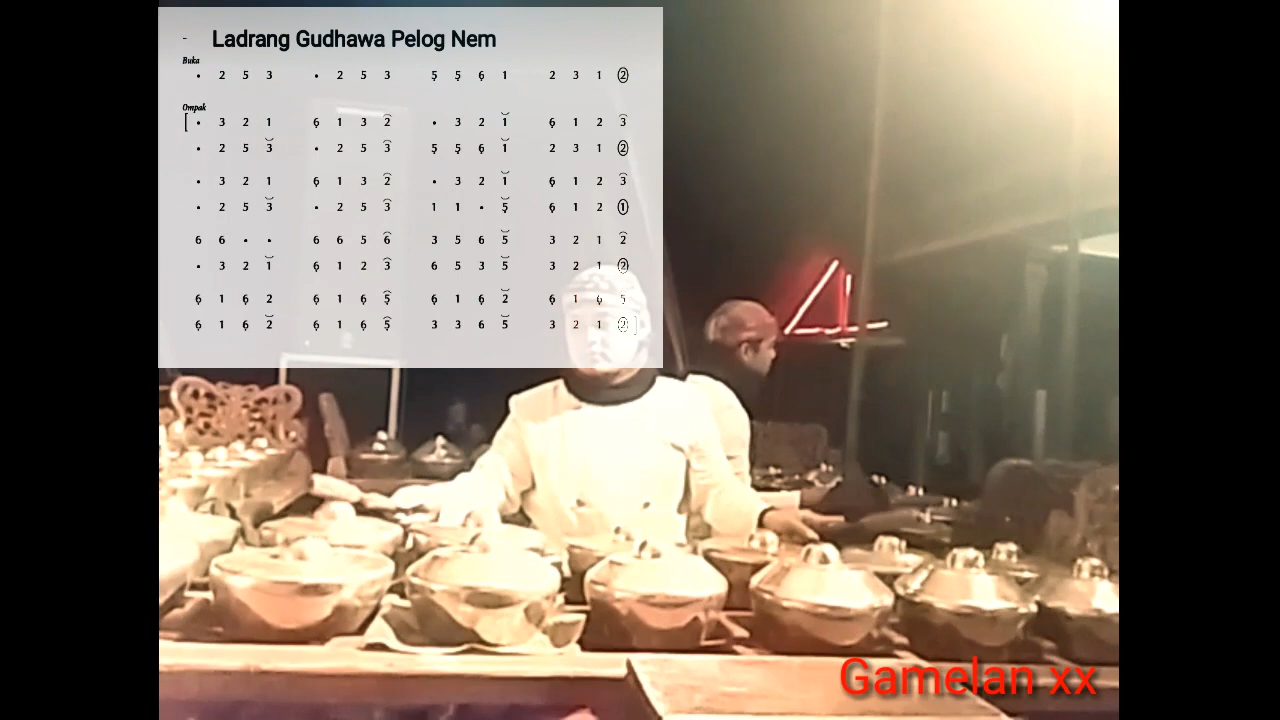 - Ladrang Gudhawa Pelog Nem
Buka
• 2 5 3 • 2 5 3 5̣ 5̣ 6̣ 1 2 3 1 ②
Ompak
[ • 3 2 1 6̣ 1 3 2 • 3 2 1 6̣ 1 2 3
• 2 5 3 • 2 5 3 5̣ 5̣ 6̣ 1 2 3 1 ②
• 3 2 1 6̣ 1 3 2 • 3 2 1 6̣ 1 2 3
• 2 5 3 • 2 5 3 1 1 • 5̣ 6̣ 1 2 ①
6 6 • • 6 6 5 6 3 5 6 5 3 2 1 2
• 3 2 1 6̣ 1 2 3 6 5 3 5 3 2 1 ②
6̣ 1 6̣ 2 6̣ 1 6̣ 5̣ 6̣ 1 6̣ 2 6̣ 1 6̣ 5̣
6̣ 1 6̣ 2 6̣ 1 6̣ 5̣ 3 3 6 5 3 2 1 ② ]
Gamelan xx